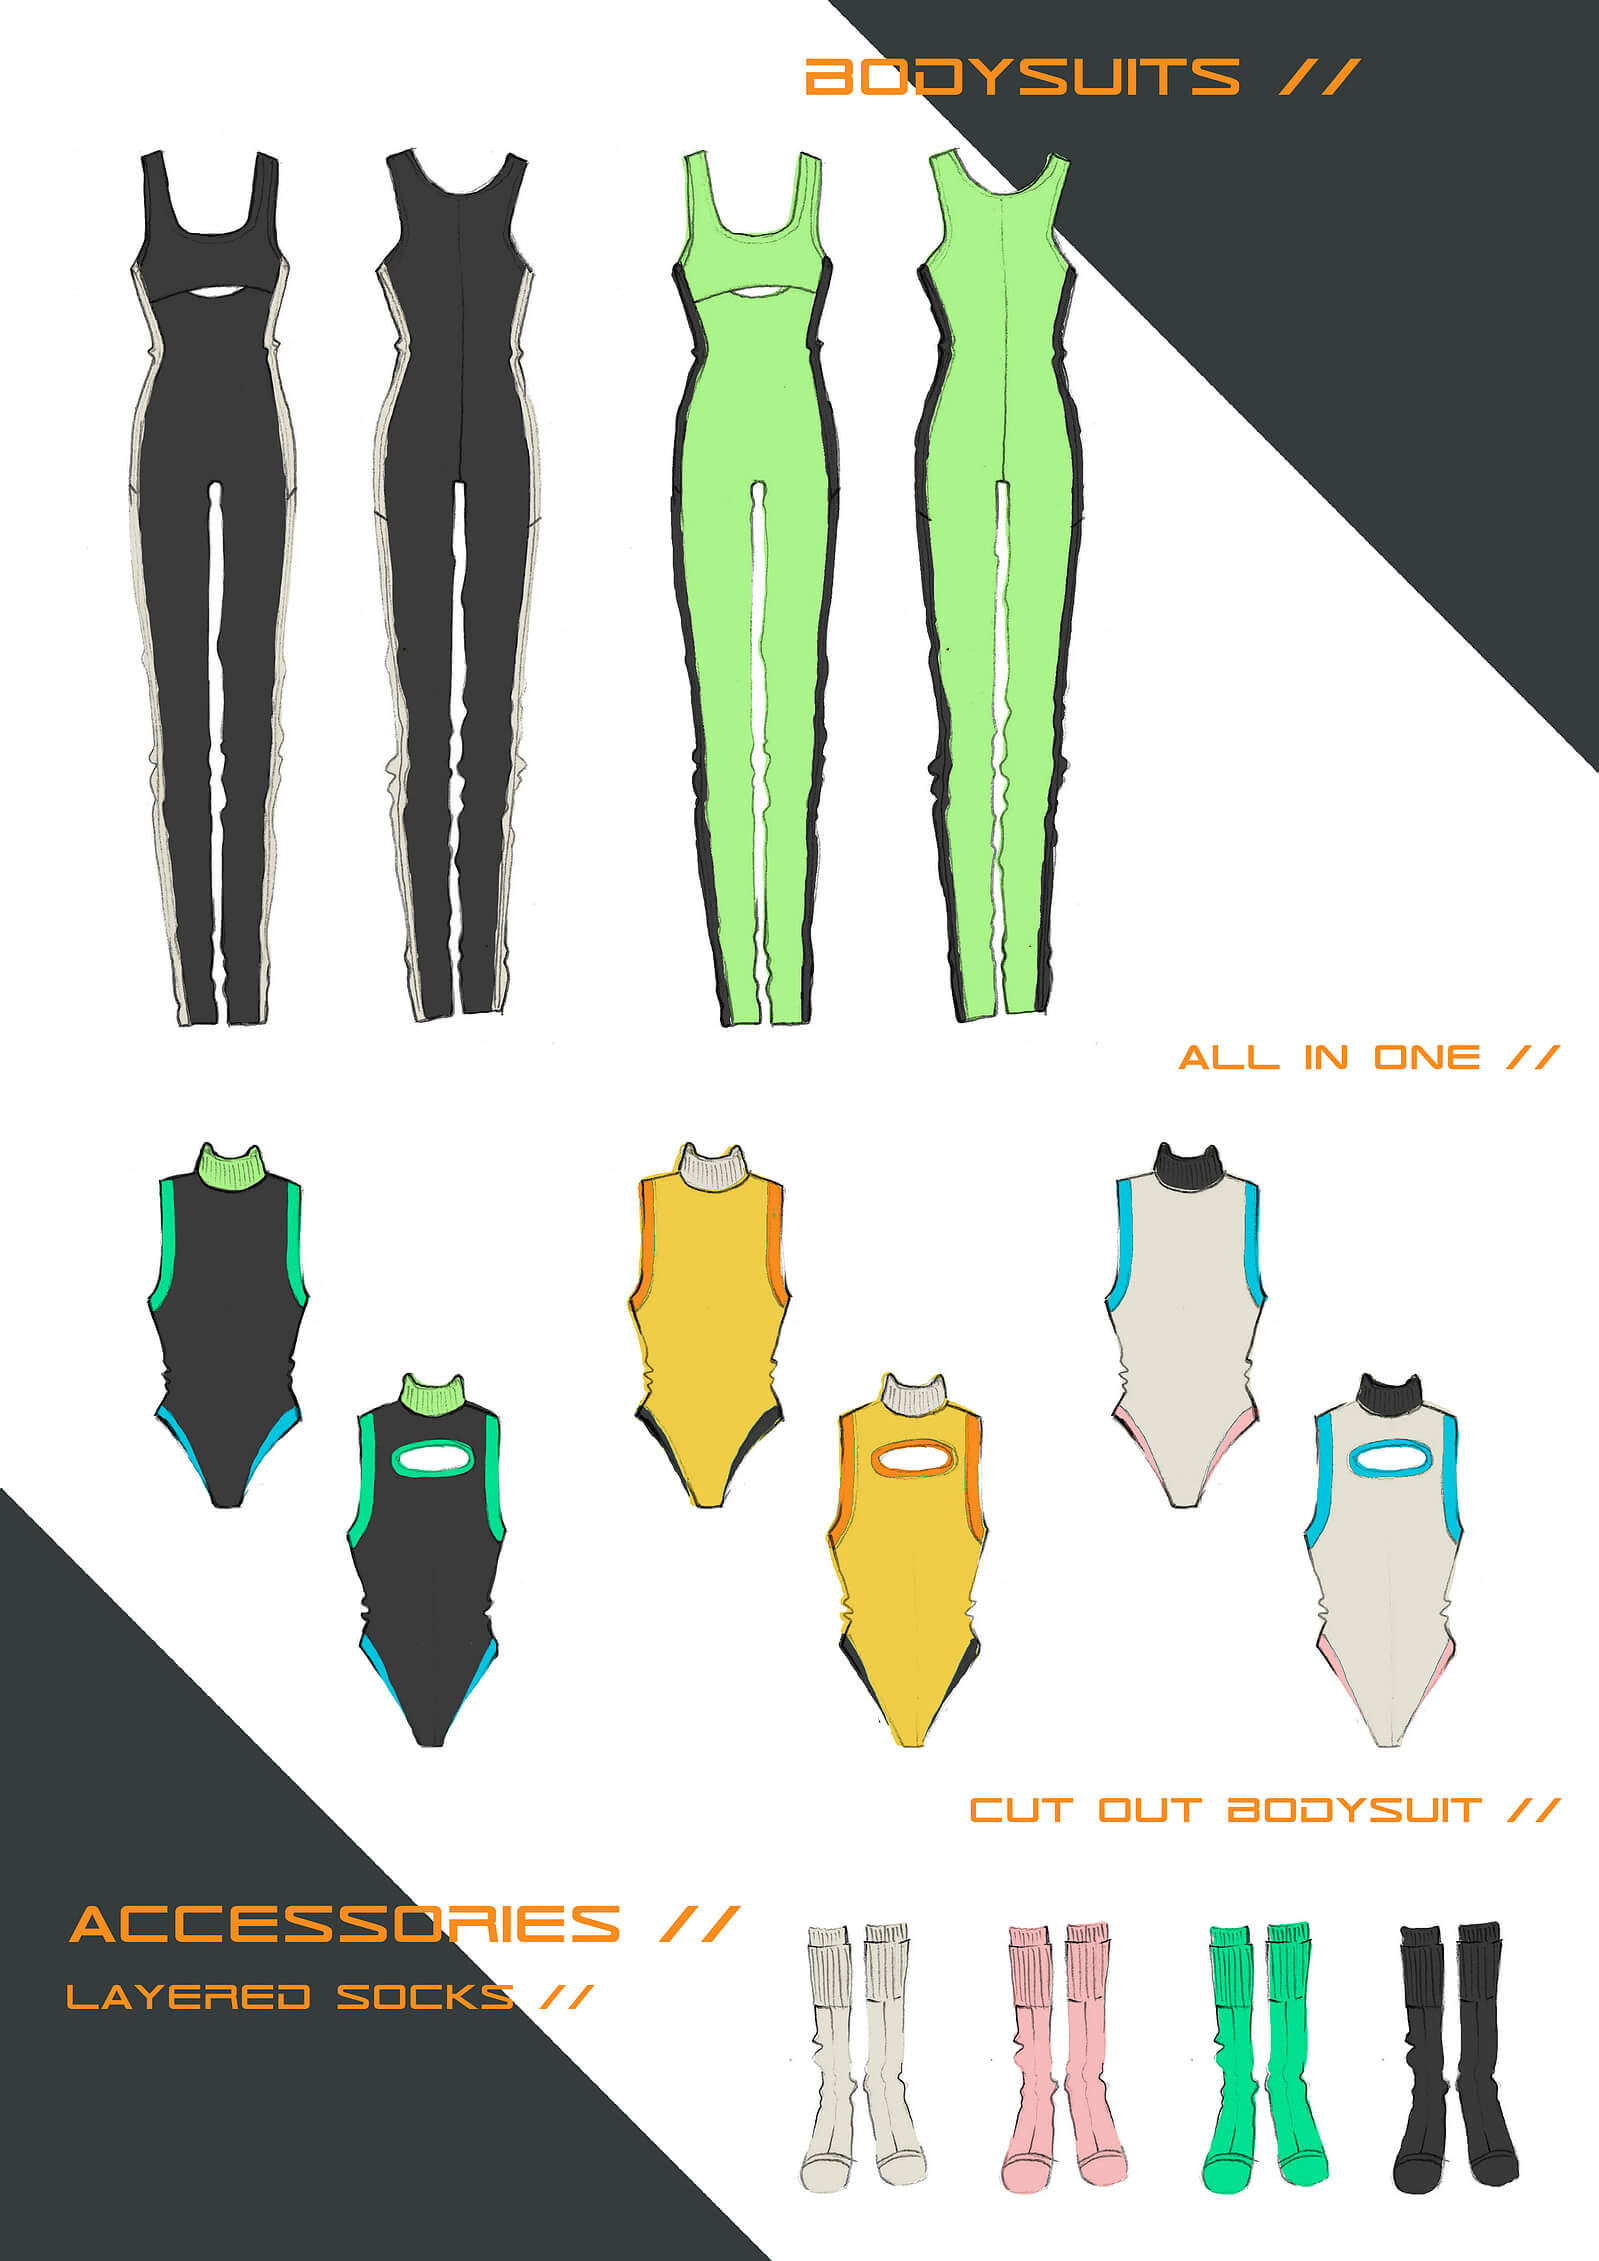 BODYSUITS //
ALL IN ONE //
CUT OUT BODYSUIT //
ACCESSORIES //
LAYERED SOCKS //